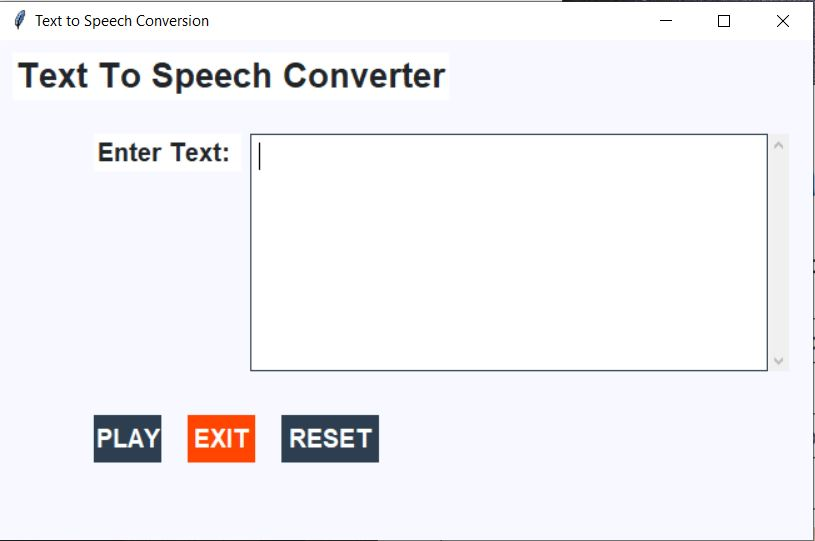 Text to Speech Conversion
Text To Speech Converter
Enter Text:
PLAY EXIT RESET